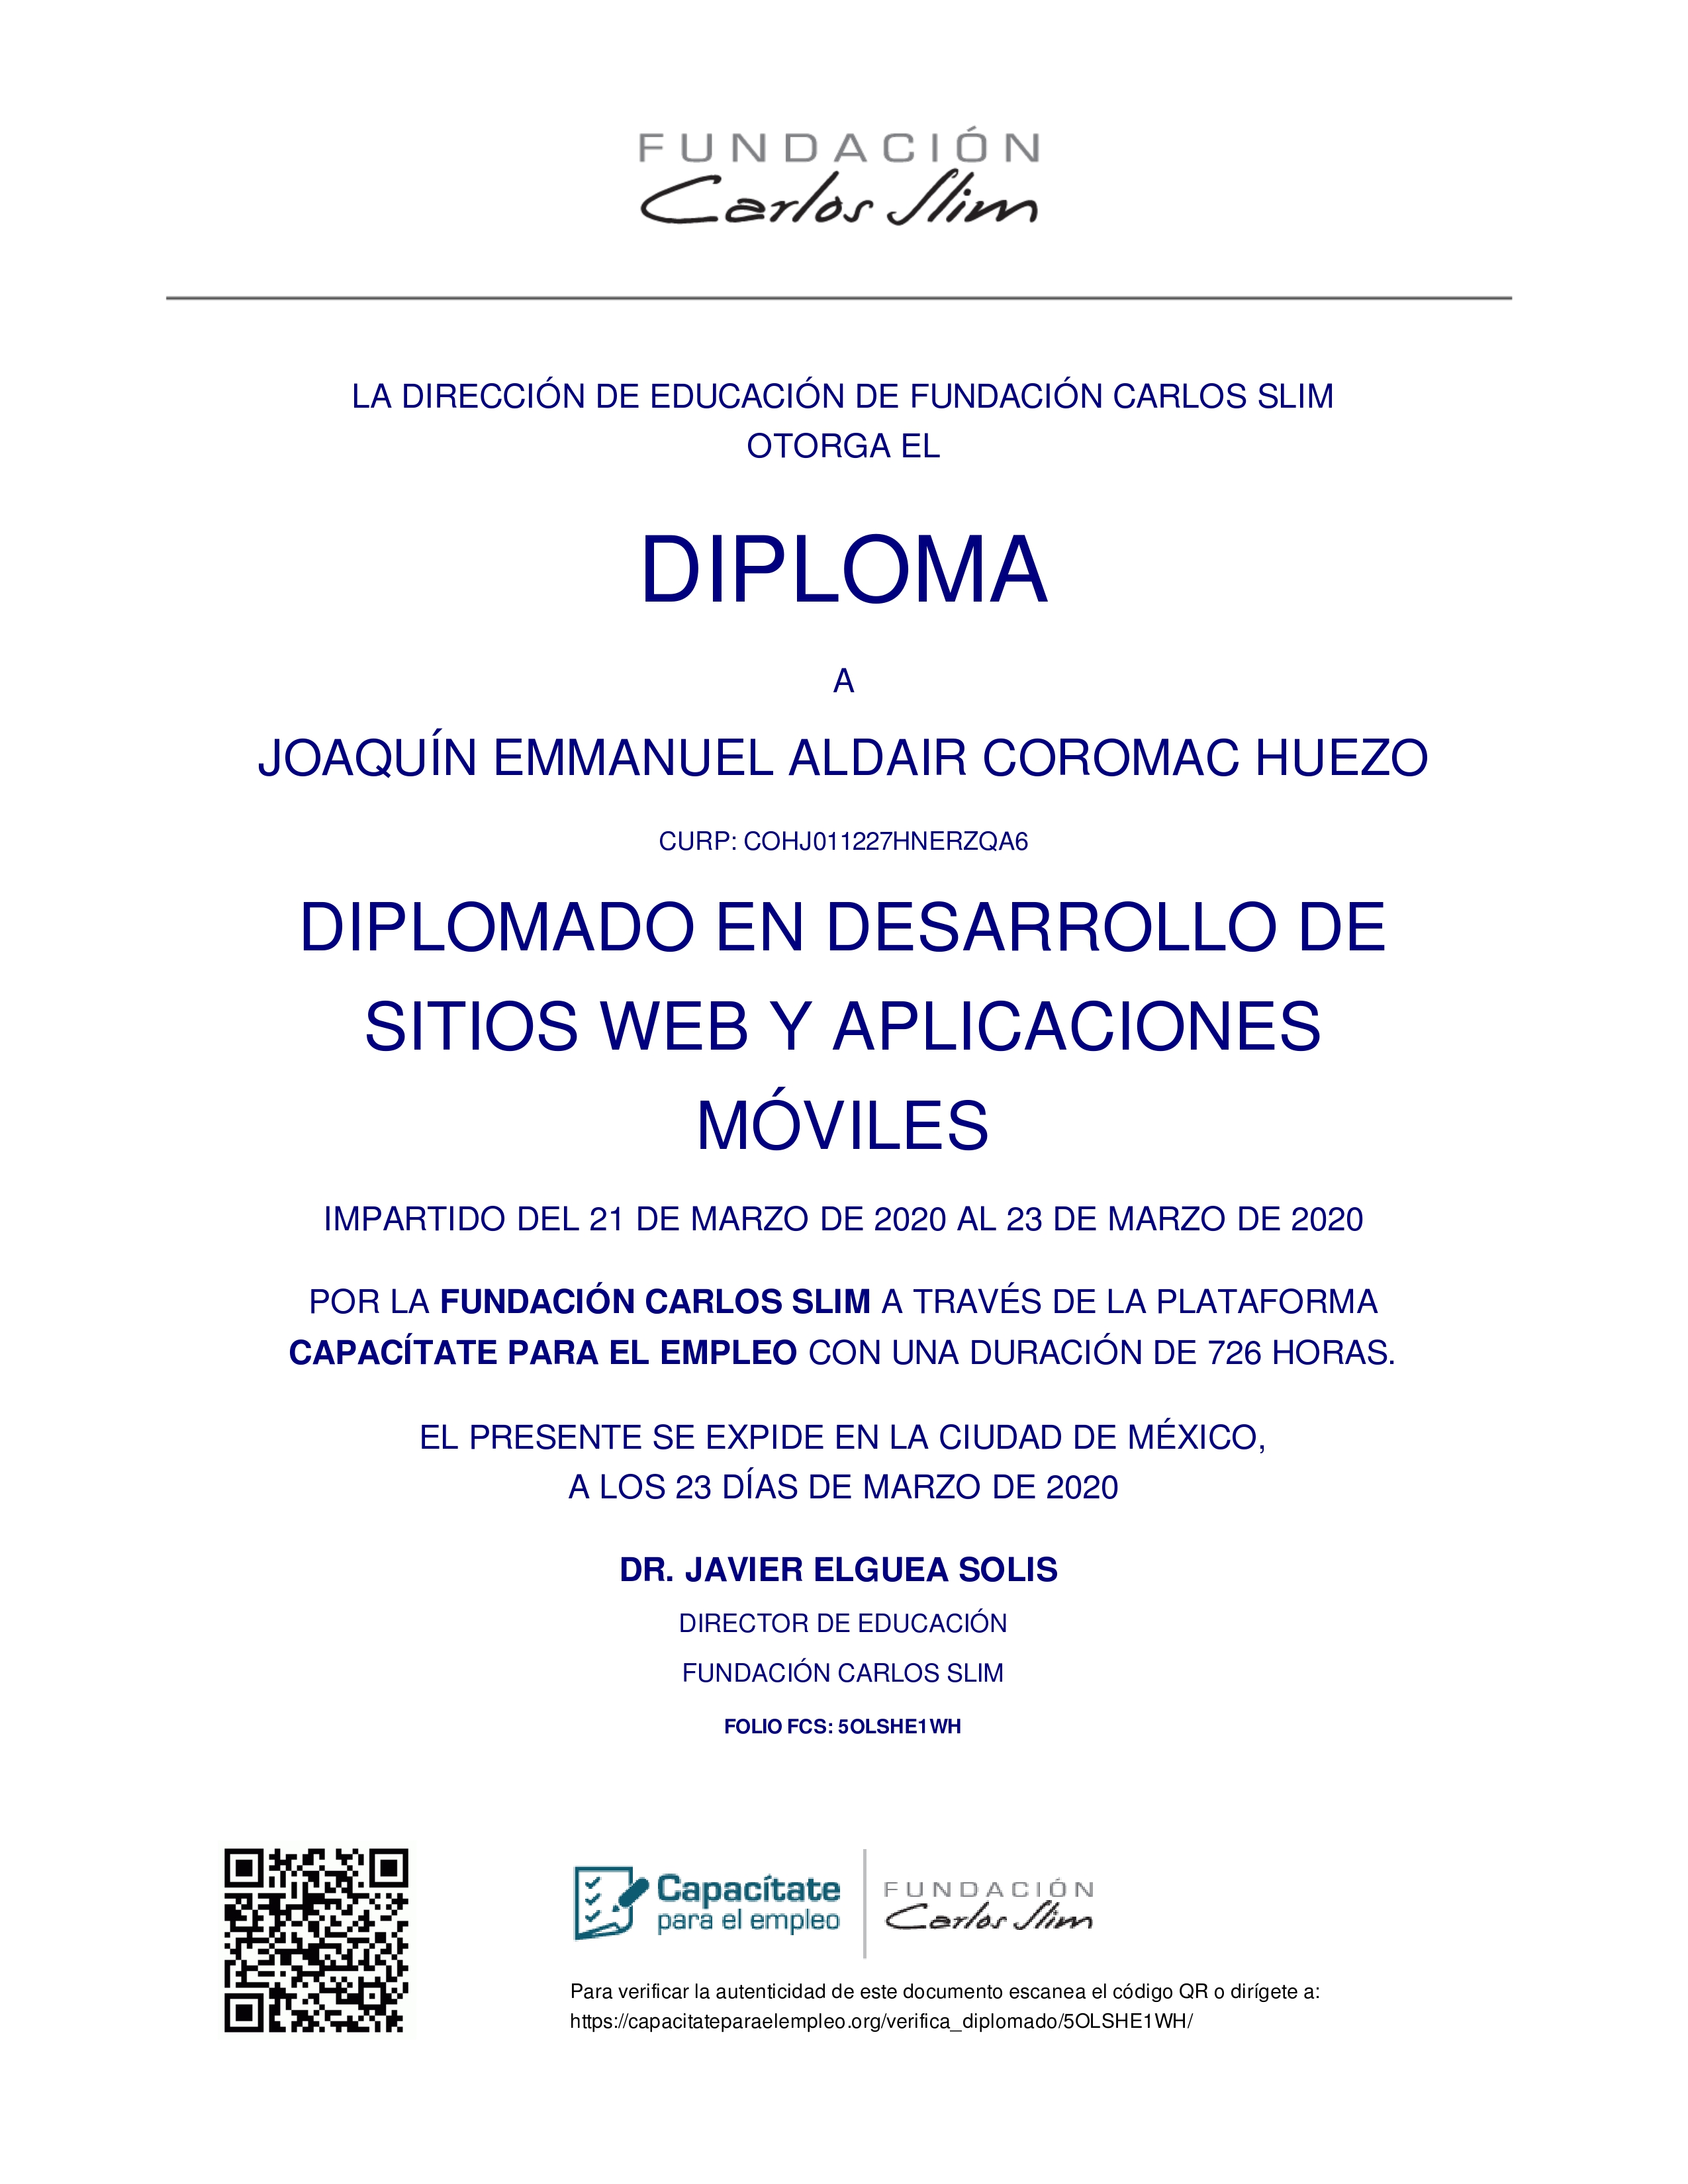 FUNDACIÓN
Carlos Slim
LA DIRECCIÓN DE EDUCACIÓN DE FUNDACIÓN CARLOS SLIM
OTORGA EL
DIPLOMA
A
JOAQUÍN EMMANUEL ALDAIR COROMAC HUEZO
CURP: COHJ011227HNERZQA6
DIPLOMADO EN DESARROLLO DE
SITIOS WEB Y APLICACIONES
MÓVILES
IMPARTIDO DEL 21 DE MARZO DE 2020 AL 23 DE MARZO DE 2020
POR LA FUNDACIÓN CARLOS SLIM A TRAVÉS DE LA PLATAFORMA
CAPACÍTATE PARA EL EMPLEO CON UNA DURACIÓN DE 726 HORAS.
EL PRESENTE SE EXPIDE EN LA CIUDAD DE MÉXICO,
A LOS 23 DÍAS DE MARZO DE 2020
DR. JAVIER ELGUEA SOLIS
DIRECTOR DE EDUCACIÓN
FUNDACIÓN CARLOS SLIM
FOLIO FCS: 5OLSHE1WH
Capacítate
para el empleo
FUNDACIÓN
Carlos Slim
Para verificar la autenticidad de este documento escanea el código QR o dirígete a:
https://capacitateparaelempleo.org/verifica_diplomado/5OLSHE1WH/